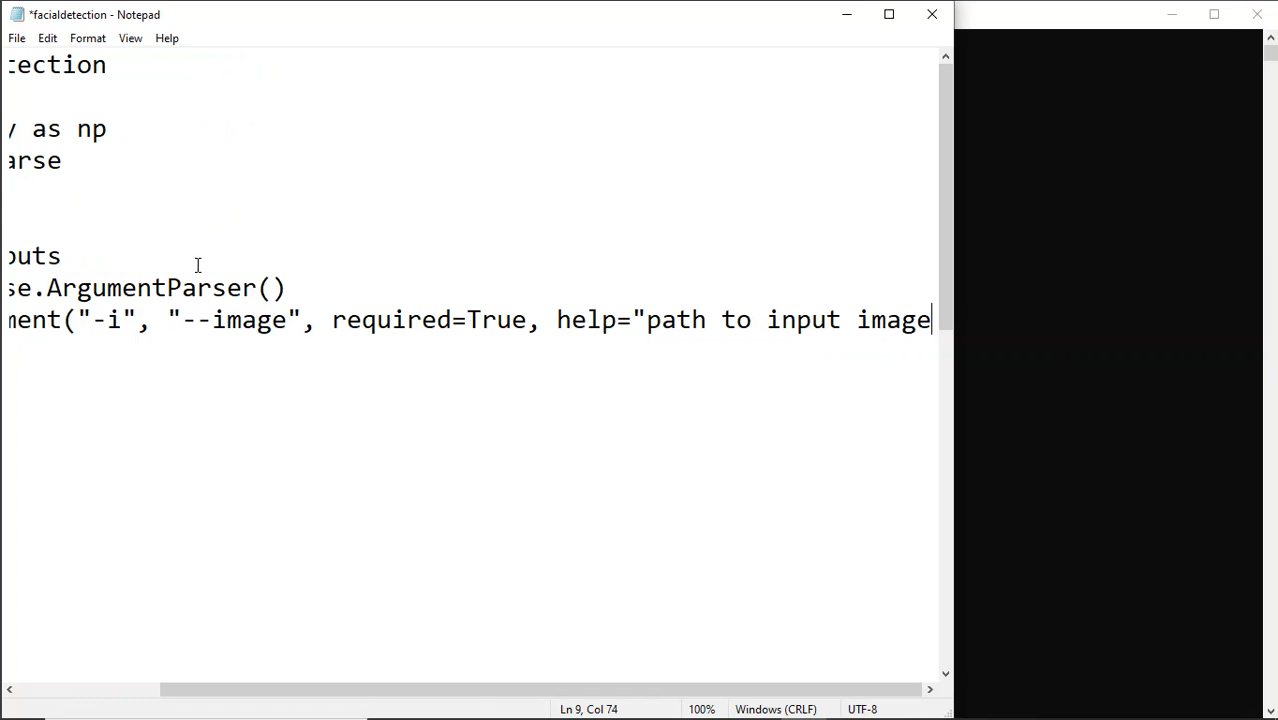 *facialdetection - Notepad
File Edit Format View Help
tection
y as np
arse
outs
se.ArgumentParser()
ment("-i", "--image", required=True, help="path to input image
Ln 9, Col 74 100% Windows (CRLF) UTF-8